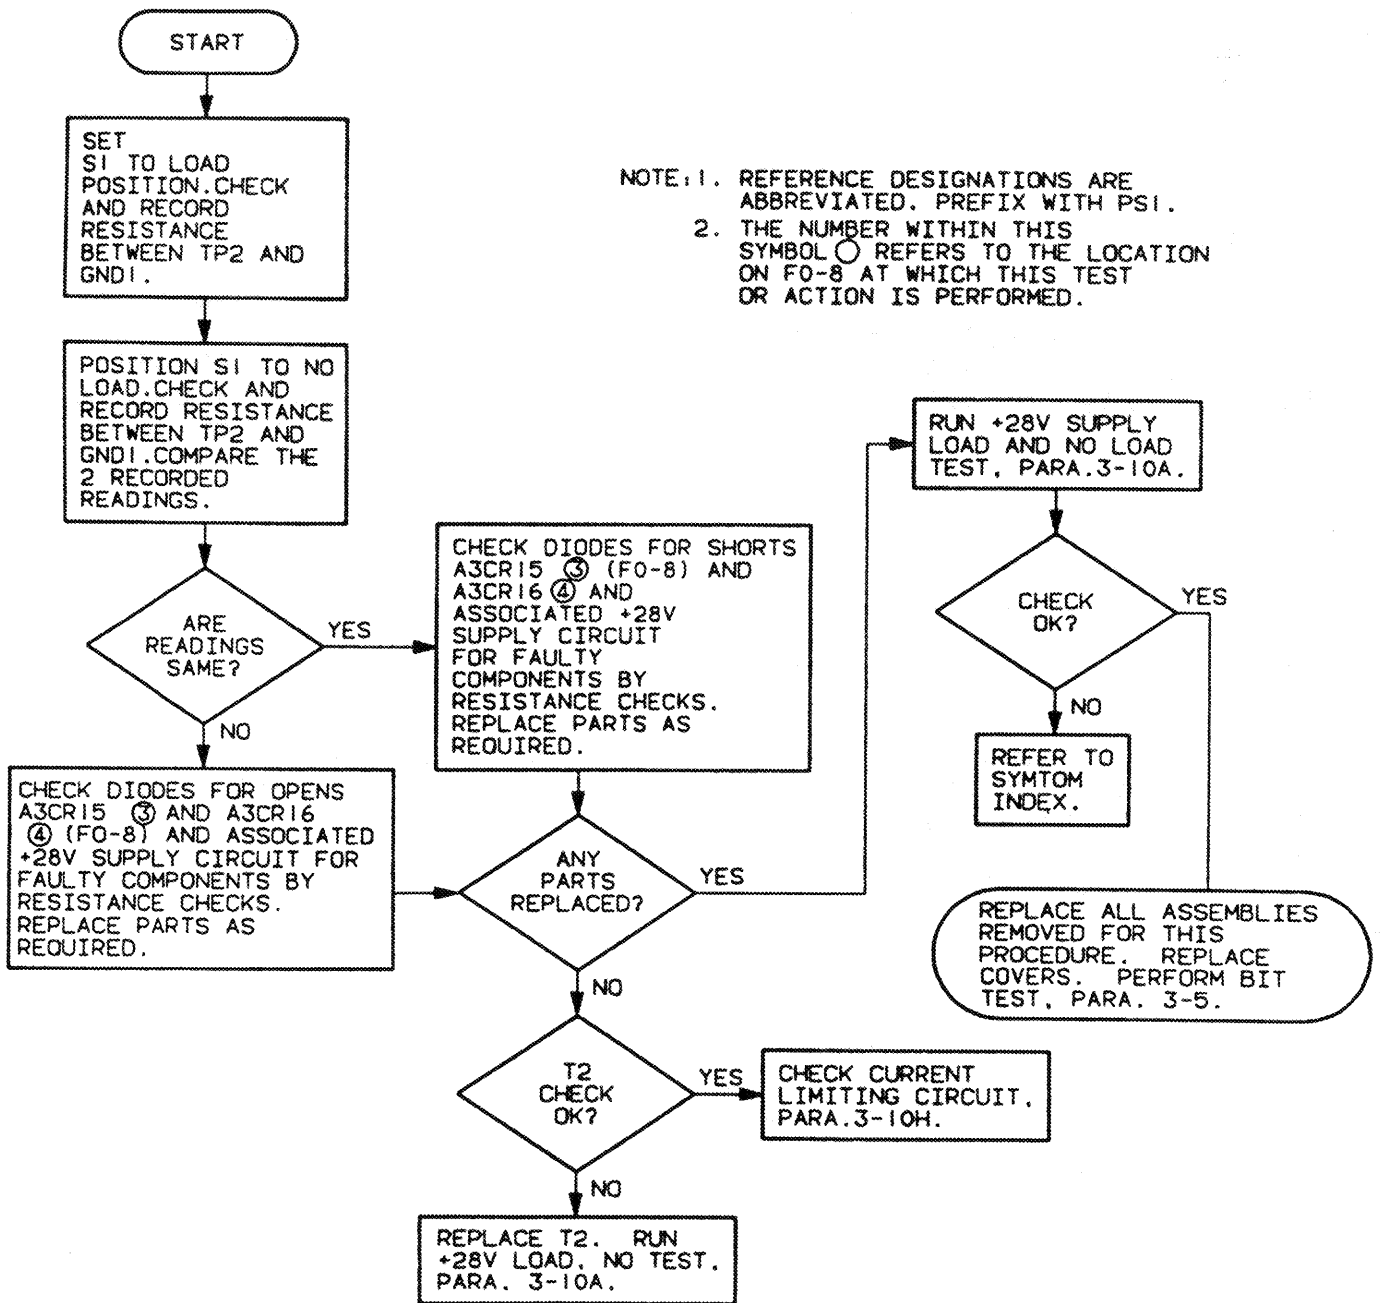 START
SET
S1 TO LOAD
POSITION.CHECK
AND RECORD
RESISTANCE
BETWEEN TP2 AND
GND1.
NOTE: 1. REFERENCE DESIGNATIONS ARE
ABBREVIATED. PREFIX WITH PS1.
2. THE NUMBER WITHIN THIS
SYMBOL ◯ REFERS TO THE LOCATION
ON FO-8 AT WHICH THIS TEST
OR ACTION IS PERFORMED.
POSITION S1 TO NO
LOAD.CHECK AND
RECORD RESISTANCE
BETWEEN TP2 AND
GND1.COMPARE THE
2 RECORDED
READINGS.
ARE
READINGS
SAME?
YES
NO
CHECK DIODES FOR SHORTS
A3CR15 ③ (FO-8) AND
A3CR16 ④ AND
ASSOCIATED +28V
SUPPLY CIRCUIT
FOR FAULTY
COMPONENTS BY
RESISTANCE CHECKS.
REPLACE PARTS AS
REQUIRED.
CHECK DIODES FOR OPENS
A3CR15 ③ AND A3CR16
④ (FO-8) AND ASSOCIATED
+28V SUPPLY CIRCUIT FOR
FAULTY COMPONENTS BY
RESISTANCE CHECKS.
REPLACE PARTS AS
REQUIRED.
ANY
PARTS
REPLACED?
YES
NO
RUN +28V SUPPLY
LOAD AND NO LOAD
TEST, PARA.3-10A.
CHECK
OK?
YES
NO
REFER TO
SYMTOM
INDEX.
REPLACE ALL ASSEMBLIES
REMOVED FOR THIS
PROCEDURE. REPLACE
COVERS. PERFORM BIT
TEST, PARA. 3-5.
T2
CHECK
OK?
YES
NO
CHECK CURRENT
LIMITING CIRCUIT,
PARA.3-10H.
REPLACE T2. RUN
+28V LOAD, NO TEST,
PARA. 3-10A.